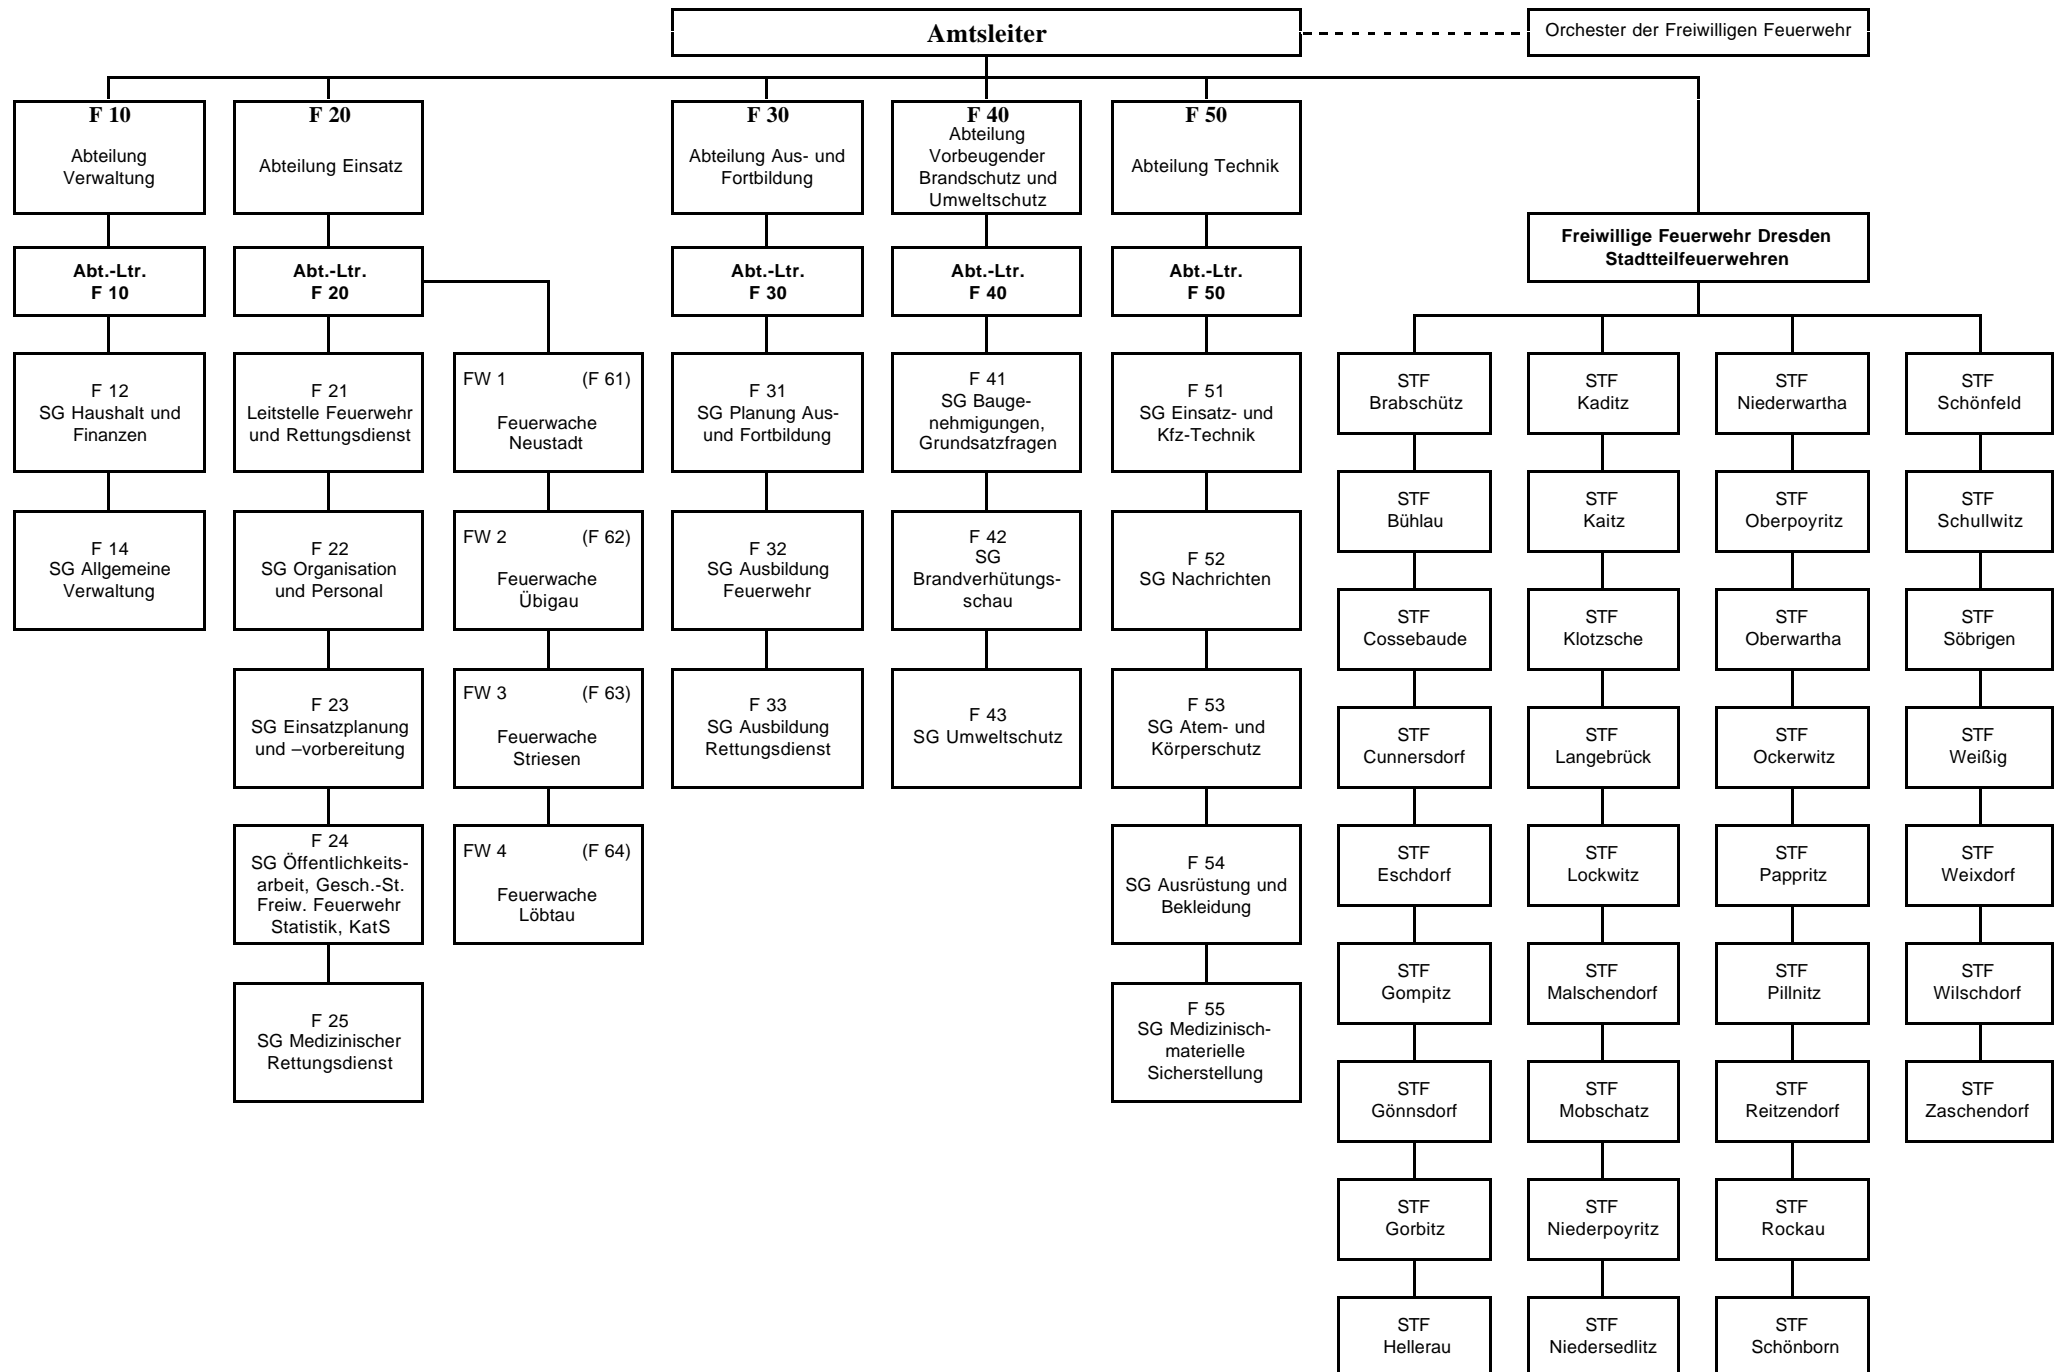 Amtsleiter
Orchester der Freiwilligen Feuerwehr
F 10
Abteilung
Verwaltung
F 20
Abteilung Einsatz
F 30
Abteilung Aus- und
Fortbildung
F 40
Abteilung
Vorbeugender
Brandschutz und
Umweltschutz
F 50
Abteilung Technik
Freiwillige Feuerwehr Dresden
Stadtteilfeuerwehren
Abt.-Ltr.
F 10
Abt.-Ltr.
F 20
Abt.-Ltr.
F 30
Abt.-Ltr.
F 40
Abt.-Ltr.
F 50
F 12
SG Haushalt und
Finanzen
F 14
SG Allgemeine
Verwaltung
F 21
Leitstelle Feuerwehr
und Rettungsdienst
F 22
SG Organisation
und Personal
F 23
SG Einsatzplanung
und –vorbereitung
F 24
SG Öffentlichkeits-
arbeit, Gesch.-St.
Freiw. Feuerwehr
Statistik, KatS
F 25
SG Medizinischer
Rettungsdienst
FW 1 (F 61)
Feuerwache
Neustadt
FW 2 (F 62)
Feuerwache
Übigau
FW 3 (F 63)
Feuerwache
Striesen
FW 4 (F 64)
Feuerwache
Löbtau
F 31
SG Planung Aus-
und Fortbildung
F 32
SG Ausbildung
Feuerwehr
F 33
SG Ausbildung
Rettungsdienst
F 41
SG Bauge-
nehmigungen,
Grundsatzfragen
F 42
SG
Brandverhütungs-
schau
F 43
SG Umweltschutz
F 51
SG Einsatz- und
Kfz-Technik
F 52
SG Nachrichten
F 53
SG Atem- und
Körperschutz
F 54
SG Ausrüstung und
Bekleidung
F 55
SG Medizinisch-
materielle
Sicherstellung
STF
Brabschütz
STF
Bühlau
STF
Cossebaude
STF
Cunnersdorf
STF
Eschdorf
STF
Gompitz
STF
Gönnsdorf
STF
Gorbitz
STF
Hellerau
STF
Kaditz
STF
Kaitz
STF
Klotzsche
STF
Langebrück
STF
Lockwitz
STF
Malschendorf
STF
Mobschatz
STF
Niederpoyritz
STF
Niedersedlitz
STF
Niederwartha
STF
Oberpoyritz
STF
Oberwartha
STF
Ockerwitz
STF
Pappritz
STF
Pillnitz
STF
Reitzendorf
STF
Rockau
STF
Schönborn
STF
Schönfeld
STF
Schullwitz
STF
Söbrigen
STF
Weißig
STF
Weixdorf
STF
Wilschdorf
STF
Zaschendorf